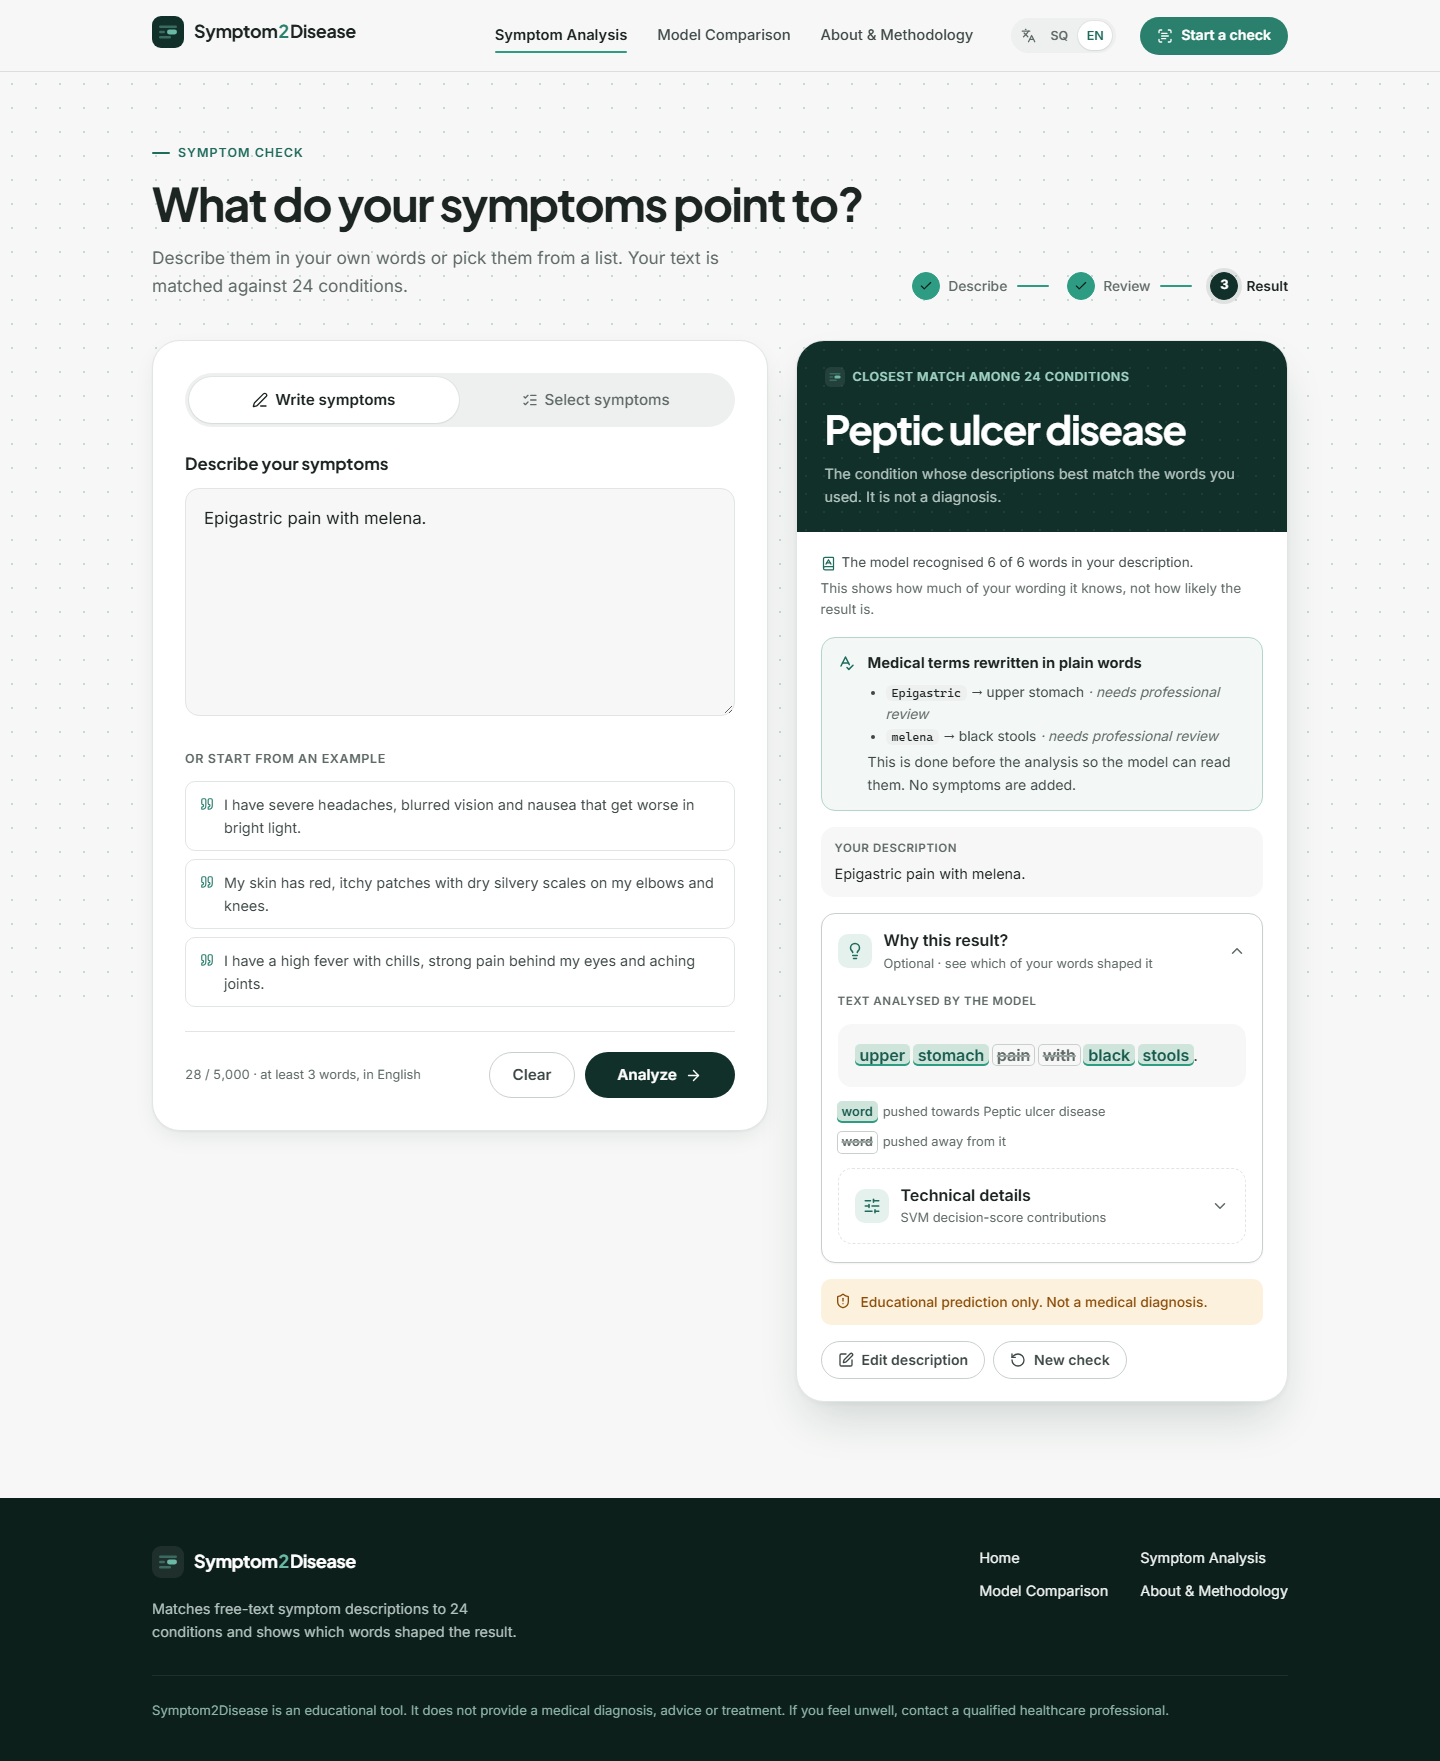 Symptom2Disease
Symptom Analysis
Model Comparison
About & Methodology
SQ
EN
Start a check
SYMPTOM CHECK
What do your symptoms point to?
Describe them in your own words or pick them from a list. Your text is
matched against 24 conditions.
Describe
Review
3
Result
Write symptoms
Select symptoms
Describe your symptoms
Epigastric pain with melena.
OR START FROM AN EXAMPLE
I have severe headaches, blurred vision and nausea that get worse in
bright light.
My skin has red, itchy patches with dry silvery scales on my elbows and
knees.
I have a high fever with chills, strong pain behind my eyes and aching
joints.
28 / 5,000 · at least 3 words, in English
Clear
Analyze
CLOSEST MATCH AMONG 24 CONDITIONS
Peptic ulcer disease
The condition whose descriptions best match the words you
used. It is not a diagnosis.
The model recognised 6 of 6 words in your description.
This shows how much of your wording it knows, not how likely the
result is.
Medical terms rewritten in plain words
• Epigastric → upper stomach · needs professional
review
• melena → black stools · needs professional review
This is done before the analysis so the model can read
them. No symptoms are added.
YOUR DESCRIPTION
Epigastric pain with melena.
Why this result?
Optional · see which of your words shaped it
TEXT ANALYSED BY THE MODEL
upper stomach pain with black stools.
word pushed towards Peptic ulcer disease
word pushed away from it
Technical details
SVM decision-score contributions
Educational prediction only. Not a medical diagnosis.
Edit description
New check
Symptom2Disease
Matches free-text symptom descriptions to 24
conditions and shows which words shaped the result.
Home
Symptom Analysis
Model Comparison
About & Methodology
Symptom2Disease is an educational tool. It does not provide a medical diagnosis, advice or treatment. If you feel unwell, contact a qualified healthcare professional.